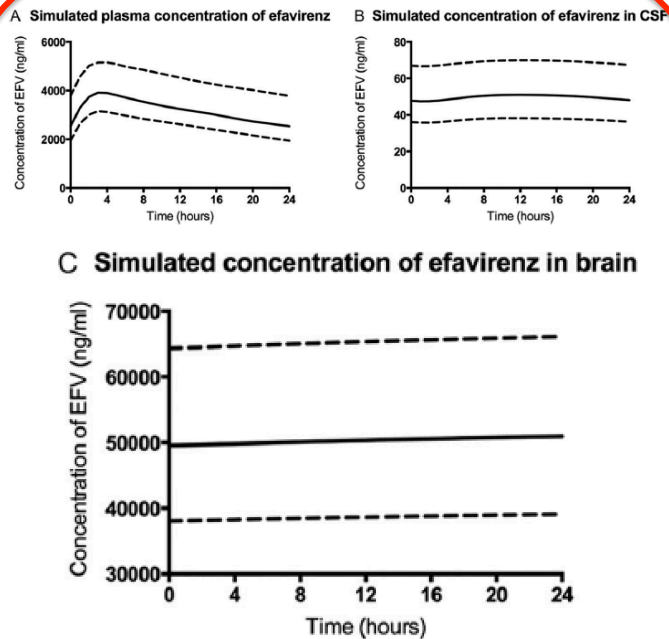 A Simulated plasma concentration of efavirenz
Concentration of EFV (ng/ml)
6000
4000
2000
0
0 4 8 12 16 20 24
Time (hours)
B Simulated concentration of efavirenz in CSF
Concentration of EFV (ng/ml)
80
60
40
20
0
0 4 8 12 16 20 24
Time (hours)
C Simulated concentration of efavirenz in brain
Concentration of EFV (ng/ml)
70000
60000
50000
40000
30000
0 4 8 12 16 20 24
Time (hours)